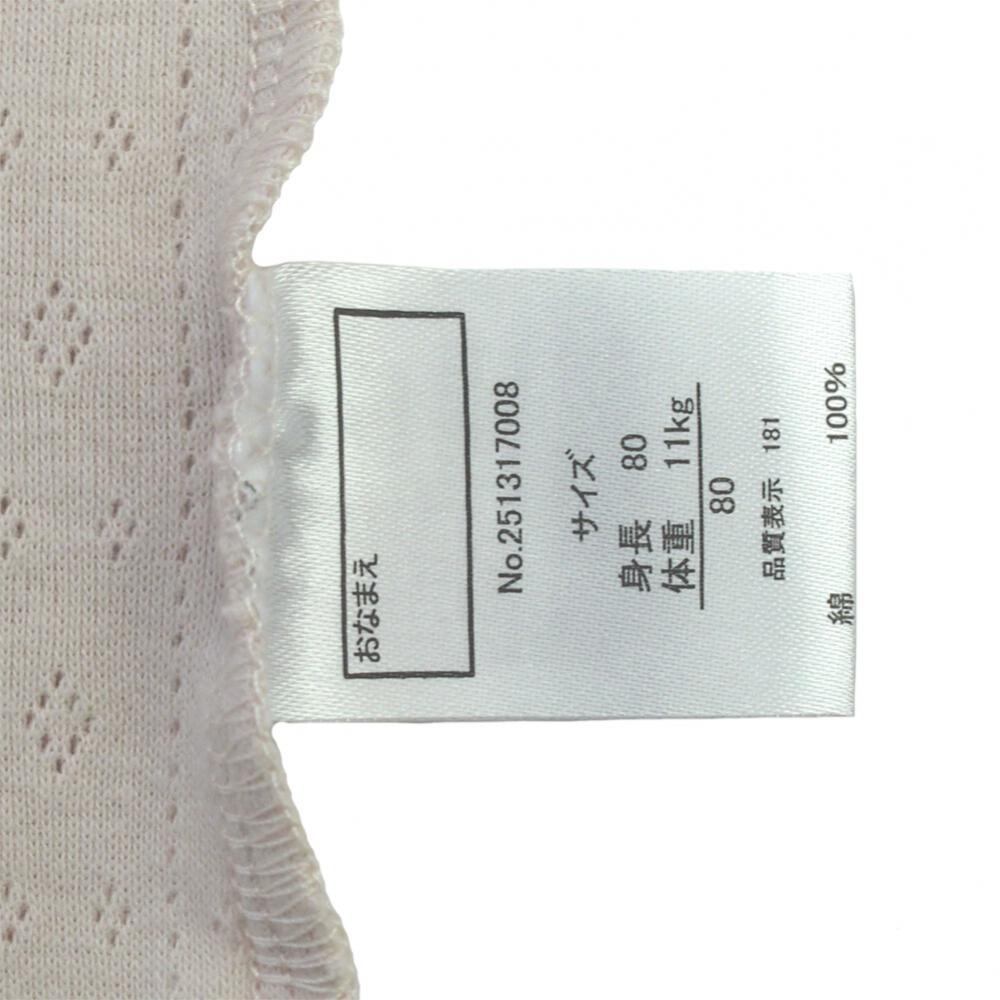 おなまえ
No.251317008
サイズ
身長 80
体重 11kg
80
品質表示 181
綿 100%